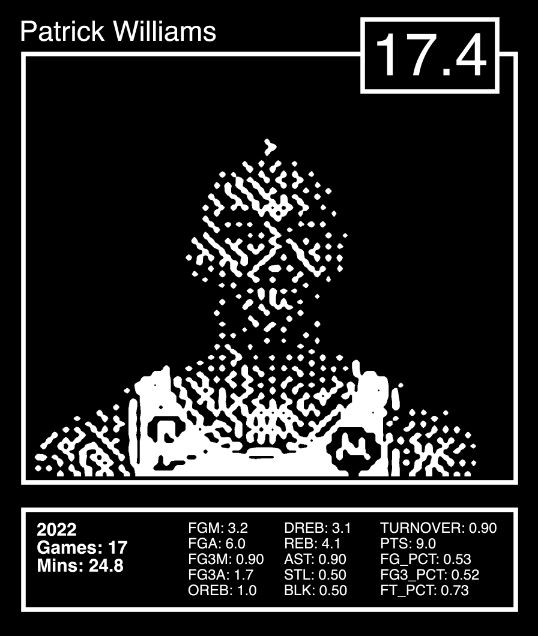 Patrick Williams
17.4
2022
Games: 17
Mins: 24.8
FGM: 3.2
FGA: 6.0
FG3M: 0.90
FG3A: 1.7
OREB: 1.0
DREB: 3.1
REB: 4.1
AST: 0.90
STL: 0.50
BLK: 0.50
TURNOVER: 0.90
PTS: 9.0
FG_PCT: 0.53
FG3_PCT: 0.52
FT_PCT: 0.73